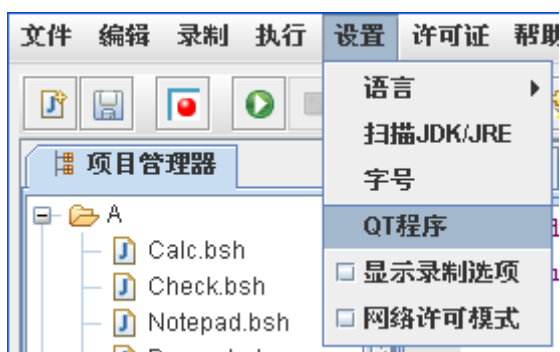 文件 编辑 录制 执行 设置 许可证
语言
扫描JDK/JRE
项目管理器
字号
A
QT程序
Calc.bsh
显示录制选项
Check.bsh
网络许可模式
Notepad.bsh